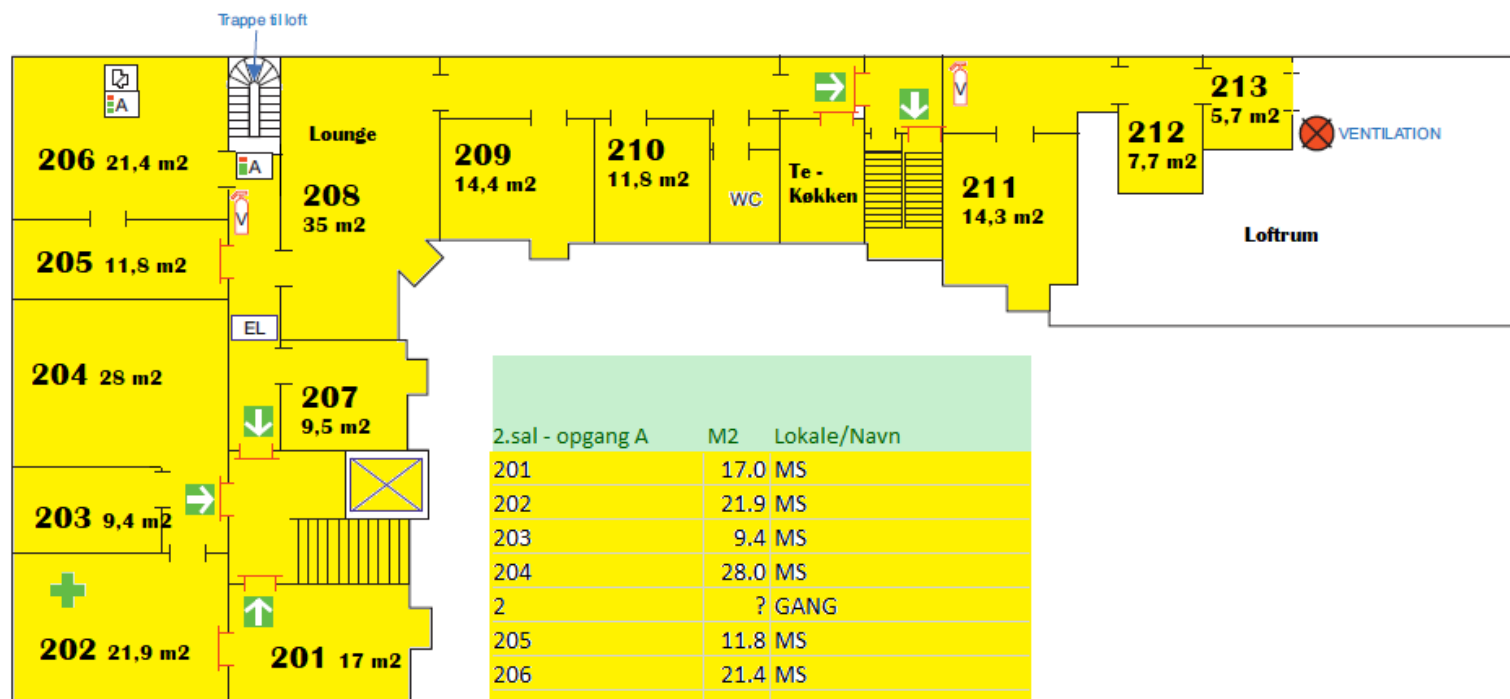 Trappe til loft
206 21,4 m2
A
A
V
Lounge
208
35 m2
209
14,4 m2
210
11,8 m2
WC
Te -
Køkken
V
211
14,3 m2
212
7,7 m2
213
5,7 m2
VENTILATION
Loftrum
205 11,8 m2
EL
204 28 m2
207
9,5 m2
203 9,4 m2
202 21,9 m2
201 17 m2
2.sal - opgang A M2 Lokale/Navn
201 17.0 MS
202 21.9 MS
203 9.4 MS
204 28.0 MS
2 ? GANG
205 11.8 MS
206 21.4 MS